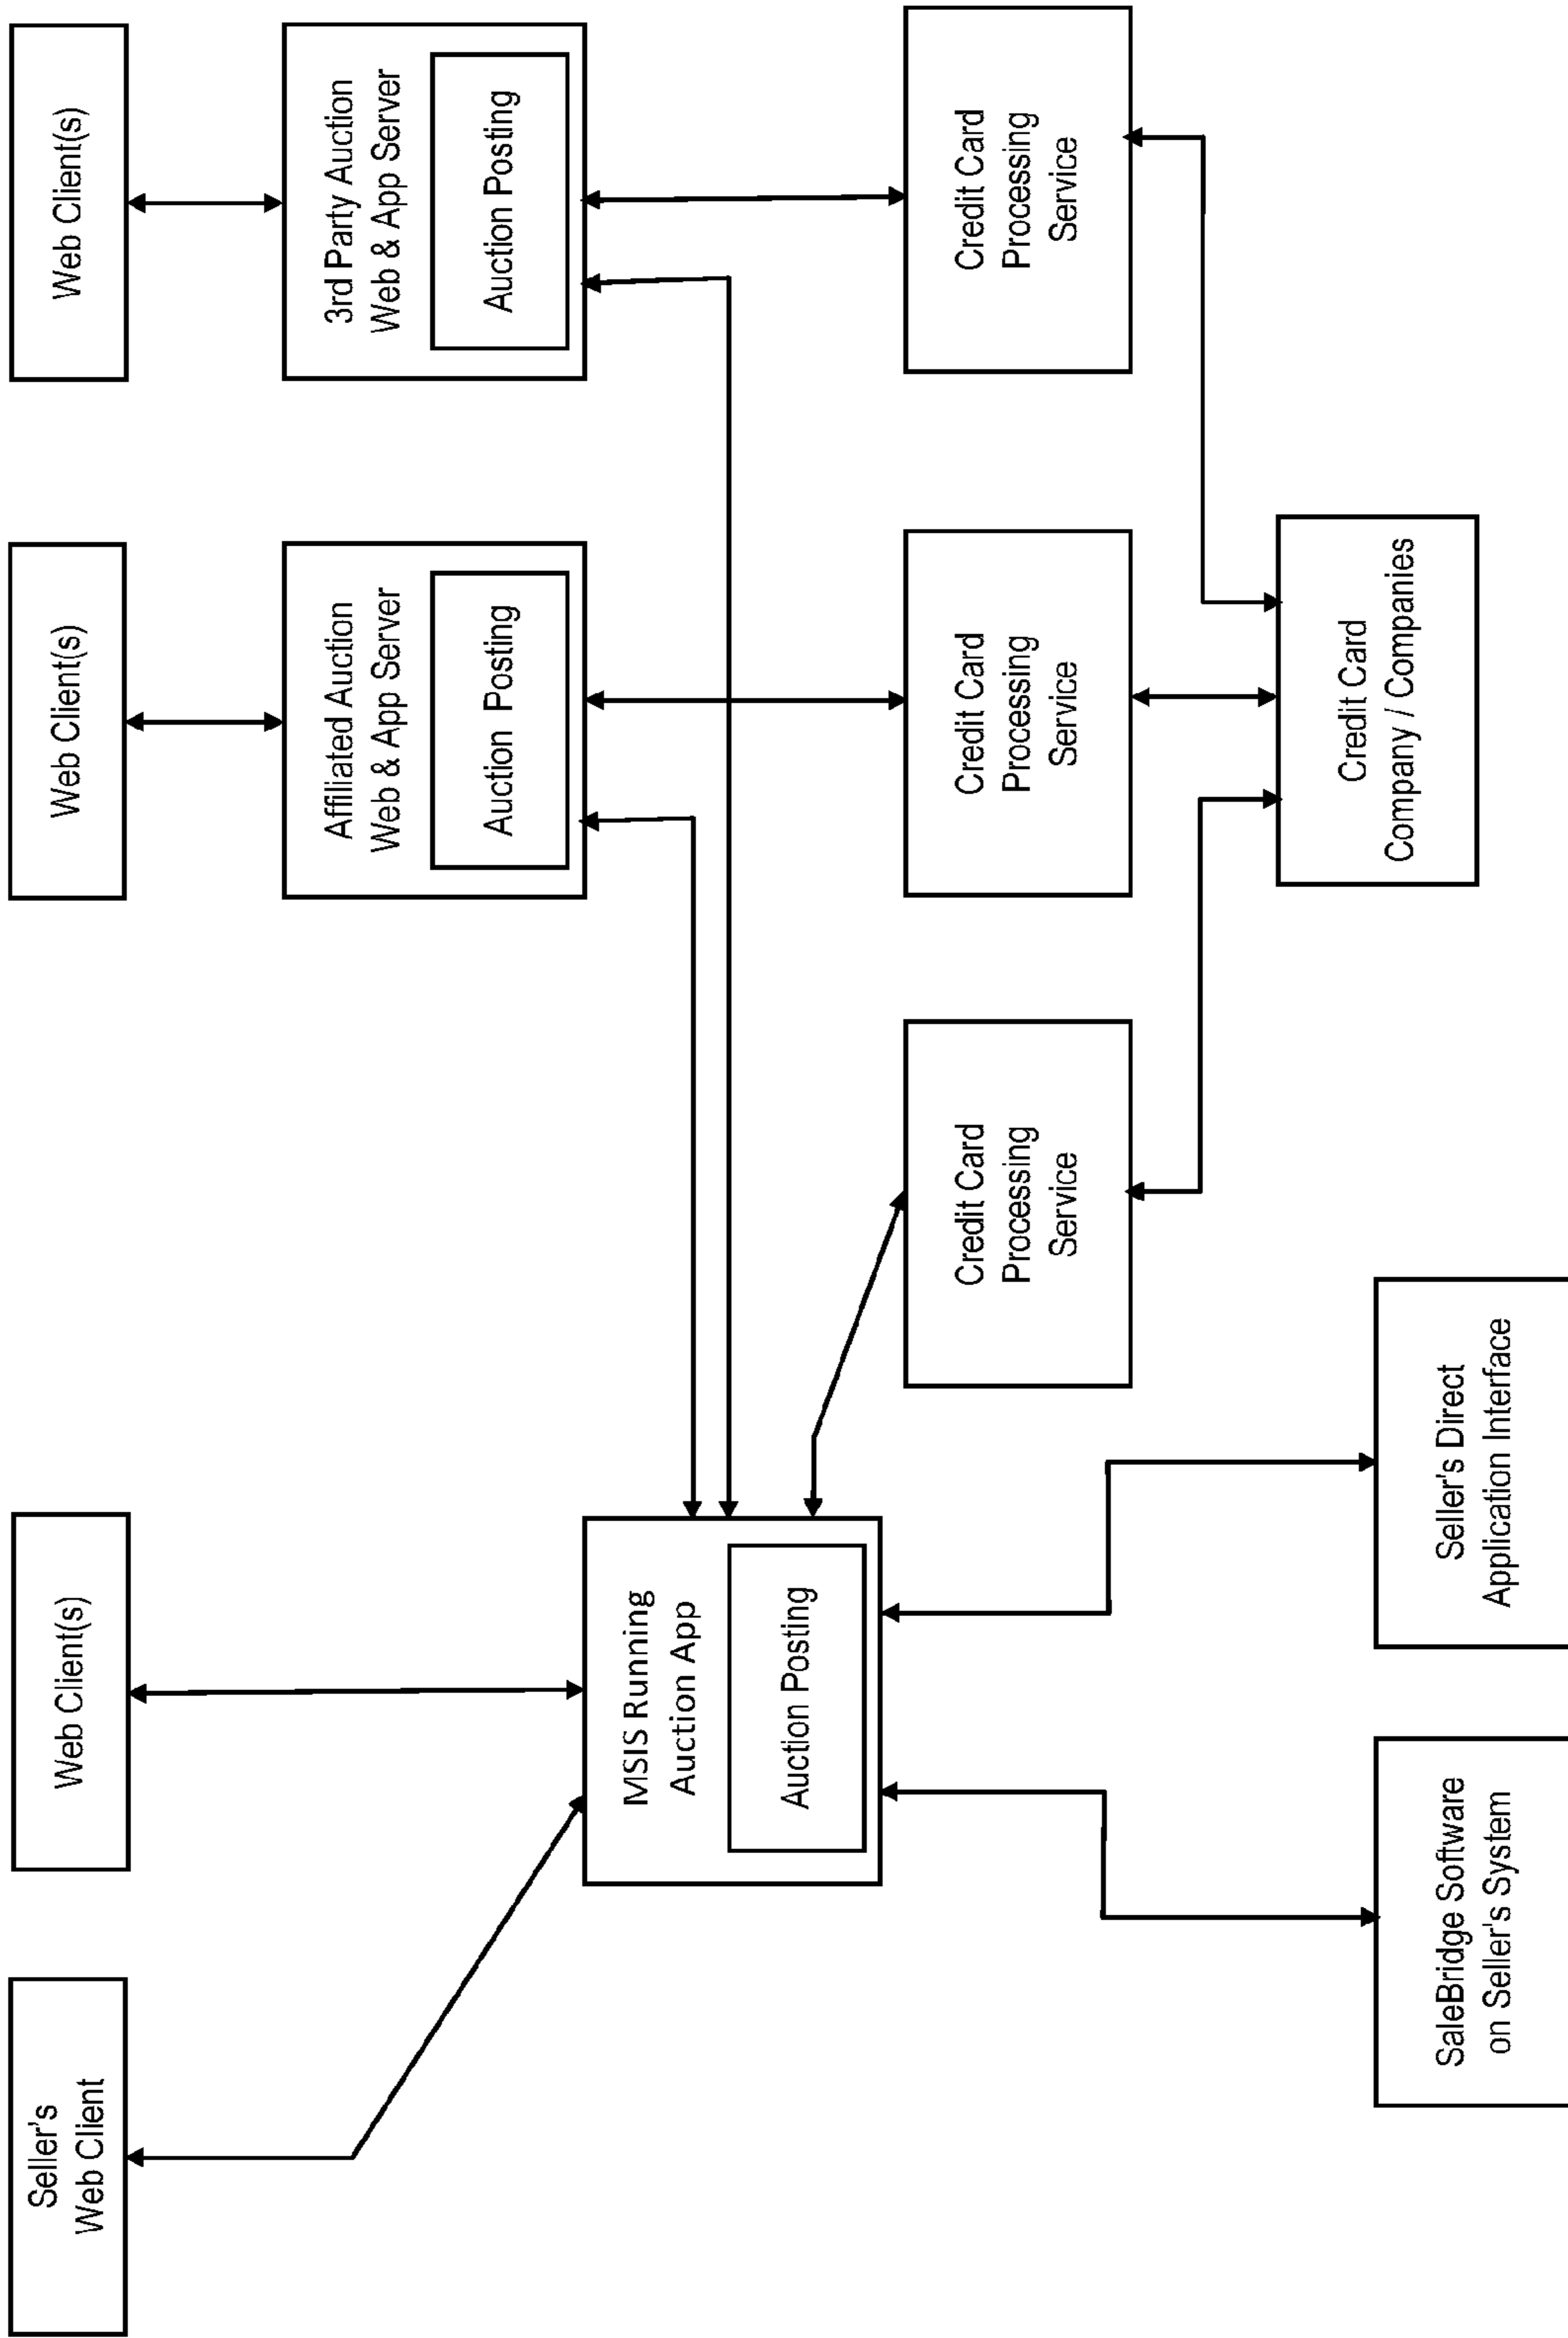 Seller's
Web Client
Web Client(s)
Web Client(s)
Web Client(s)
MSIS Running
Auction App
Auction Posting
Affiliated Auction
Web & App Server
Auction Posting
3rd Party Auction
Web & App Server
Auction Posting
Credit Card
Processing
Service
Credit Card
Processing
Service
Credit Card
Processing
Service
SaleBridge Software
on Seller's System
Seller's Direct
Application Interface
Credit Card
Company / Companies